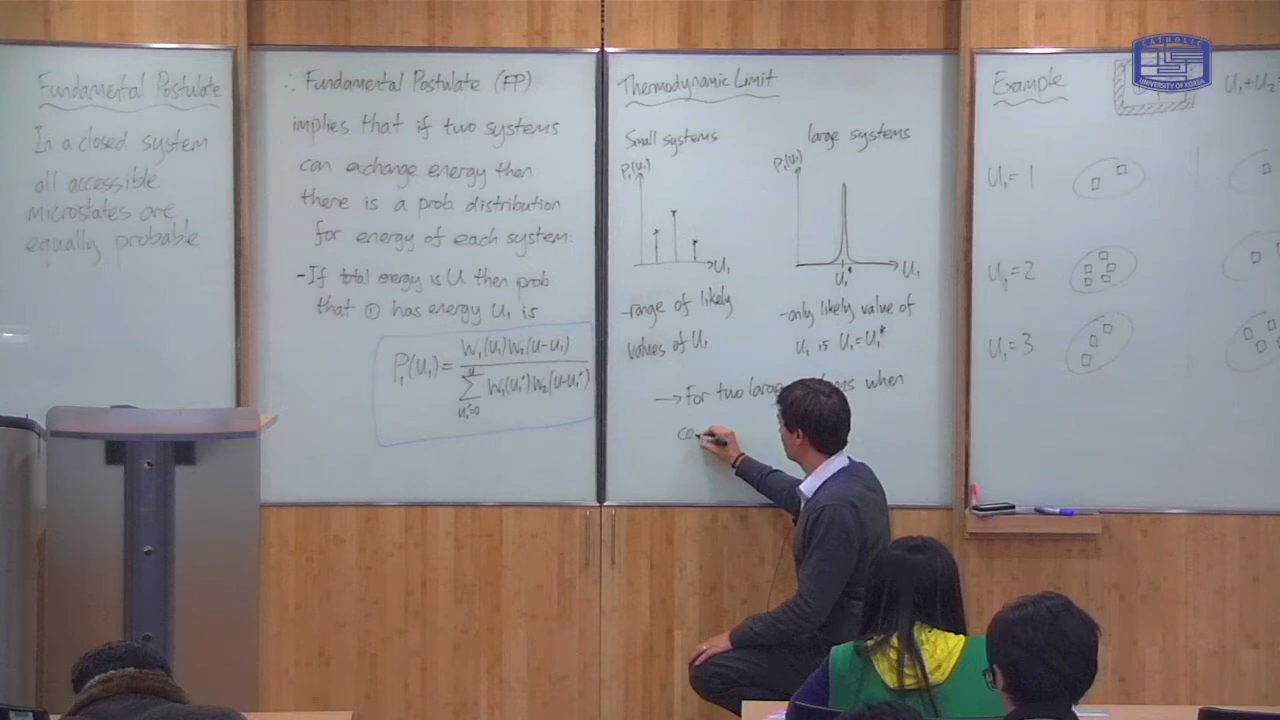 Fundamental Postulate
In a closed system
all accessible
microstates are
equally probable
∴ Fundamental Postulate (FP)
implies that if two systems
can exchange energy then
there is a prob distribution
for energy of each system:
- If total energy is U then prob
that ① has energy U₁ is
P₁(U₁) = W₁(U₁)W₂(U-U₁)
∑ W₁(U₁')W₂(U-U₁')
U
U₁'=0
Thermodynamic Limit
Small systems
P₁(U₁)
U₁
-range of likely
values of U₁
large systems
P₁(U₁)
U₁
U₁*
-only likely value of
U₁ is U₁=U₁*
→ For two large when
co
Example
U₁+U₂
U₁=1
U₁=2
U₁=3
CATHOLIC
UNIVERSITY OF KOREA